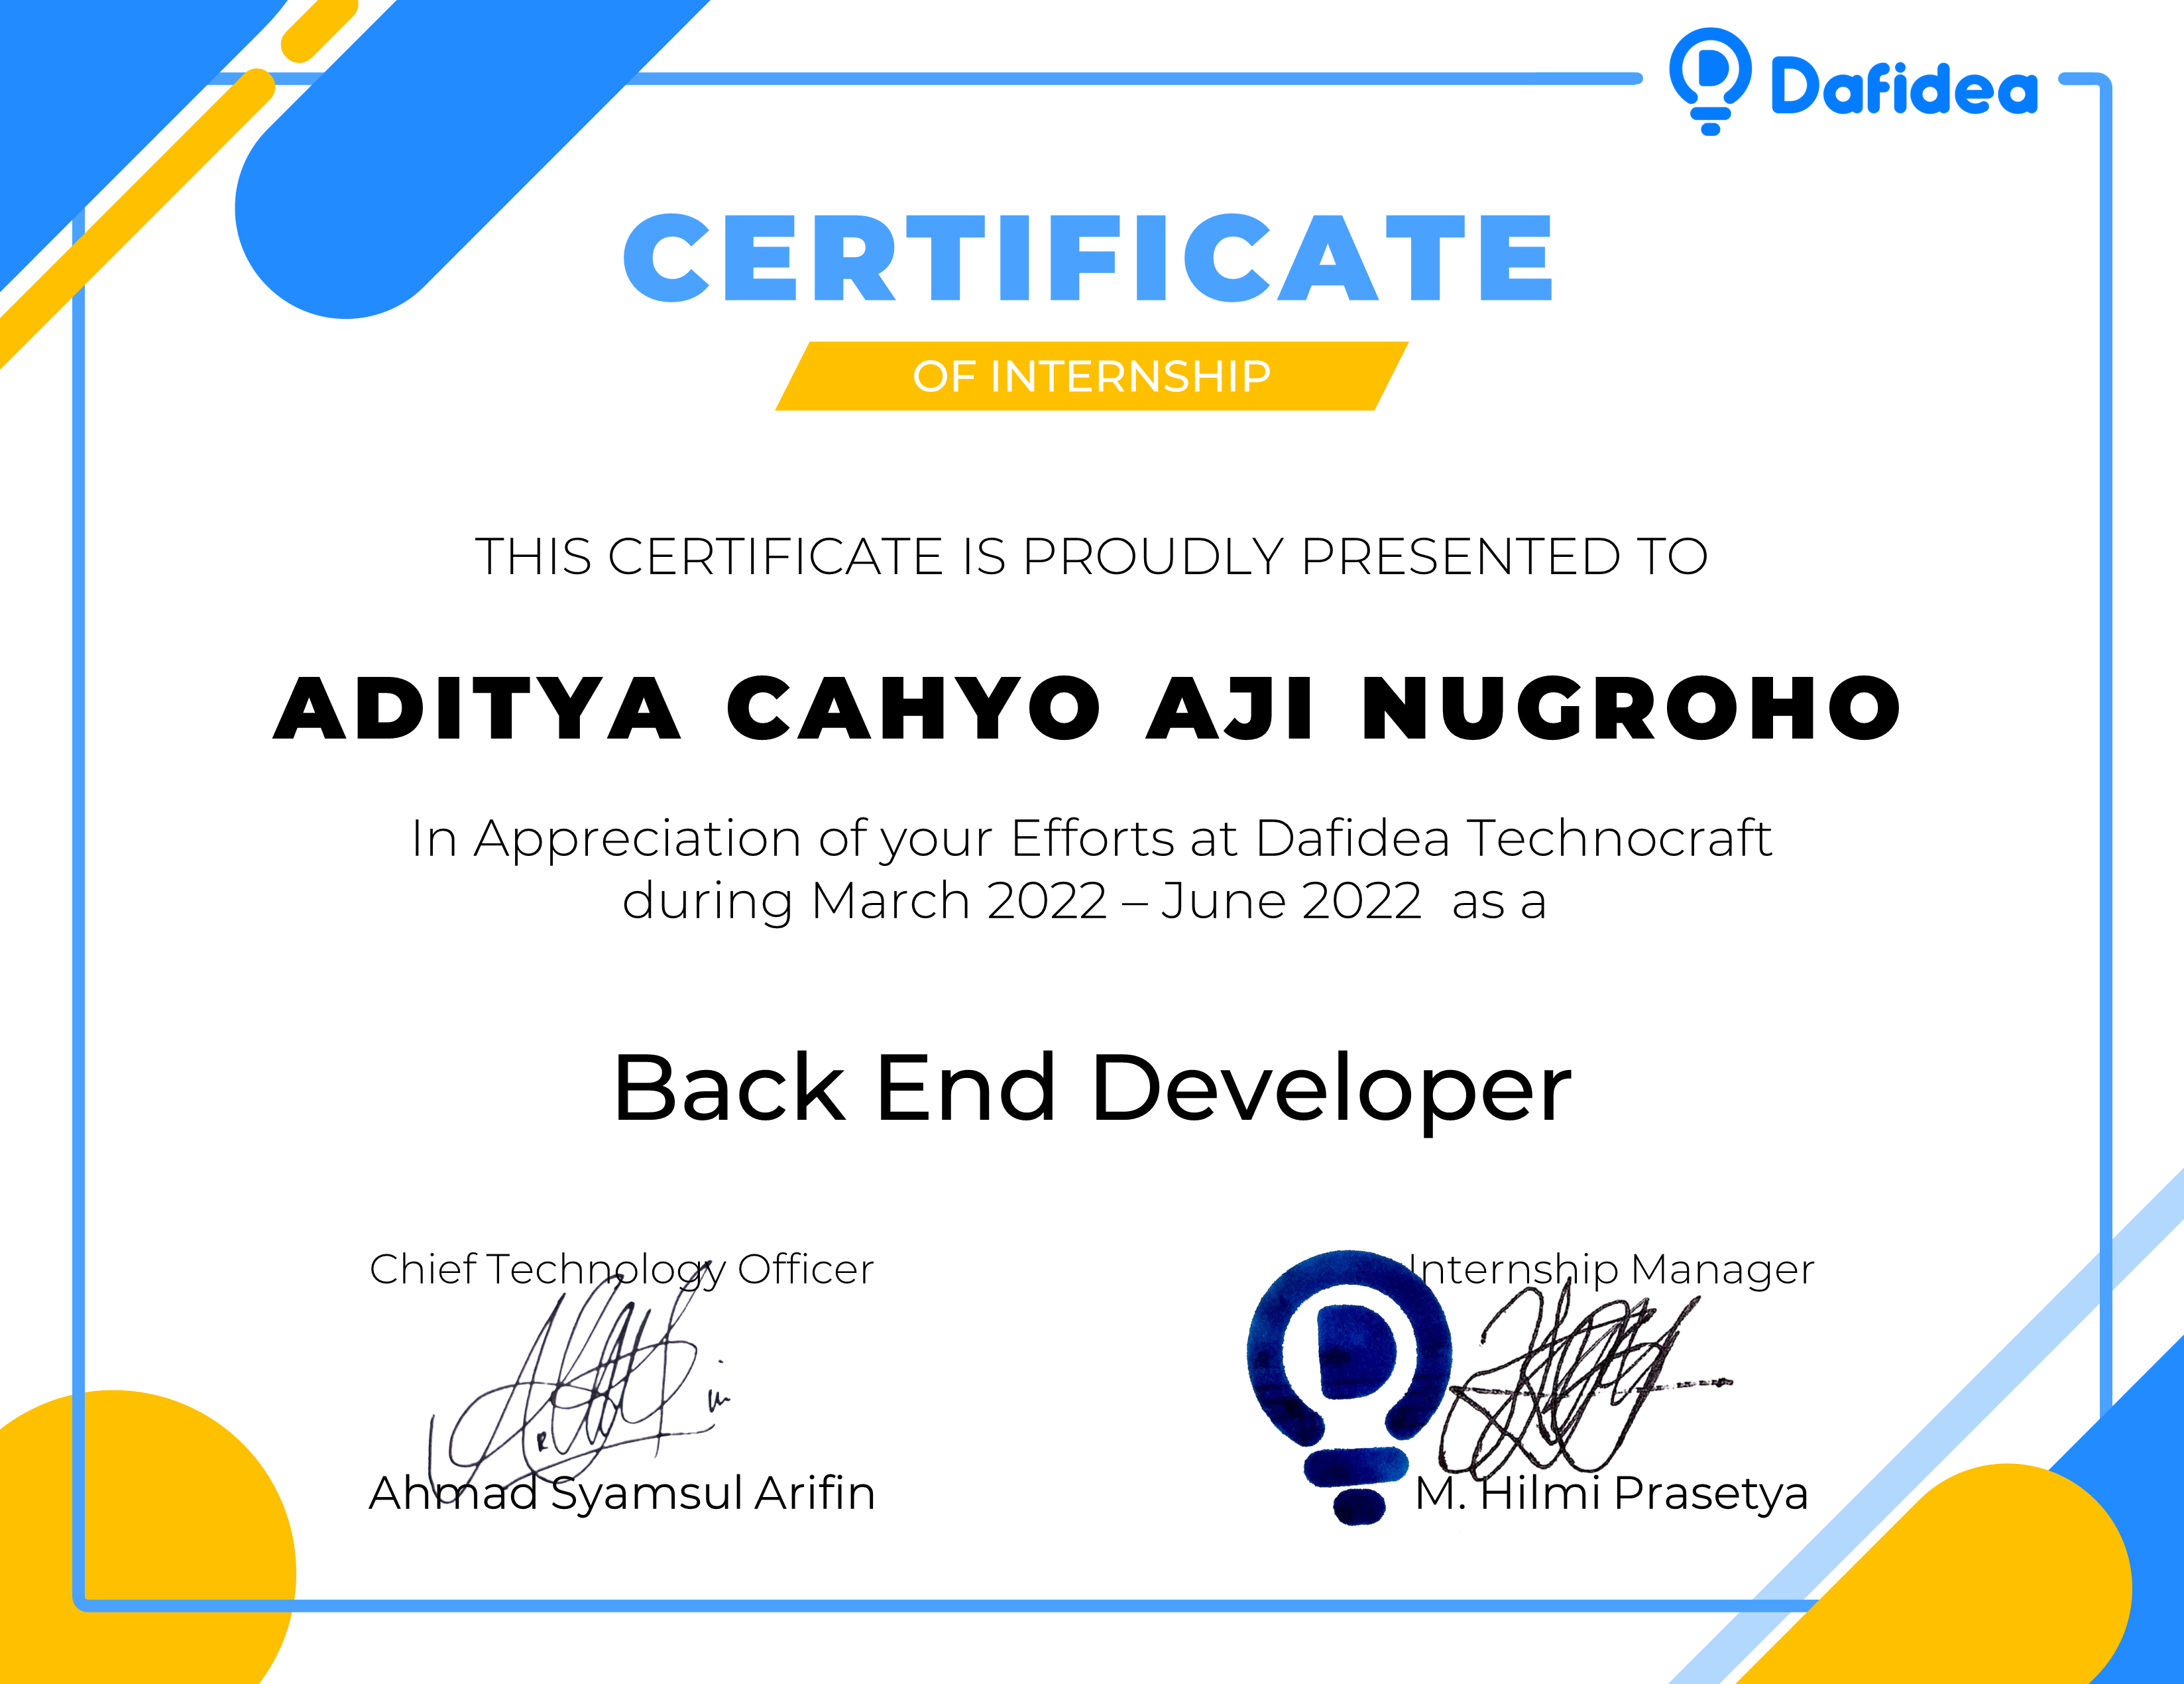 Dafidea
CERTIFICATE
OF INTERNSHIP
THIS CERTIFICATE IS PROUDLY PRESENTED TO
ADITYA CAHYO AJI NUGROHO
In Appreciation of your Efforts at Dafidea Technocraft
during March 2022 – June 2022 as a
Back End Developer
Chief Technology Officer
Internship Manager
Ahmad Syamsul Arifin
M. Hilmi Prasetya